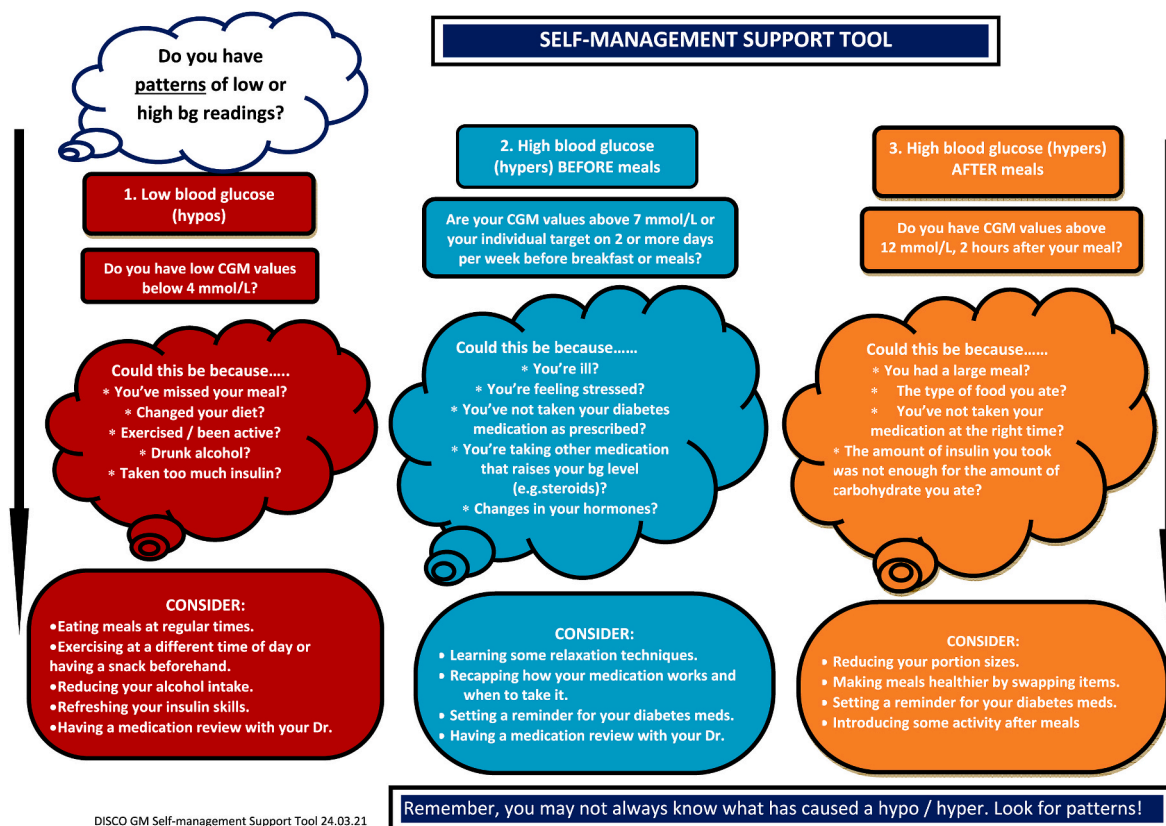 Do you have
patterns of low or
high bg readings?
SELF-MANAGEMENT SUPPORT TOOL
1. Low blood glucose
(hypos)
Do you have low CGM values
below 4 mmol/L?
Could this be because…..
* You've missed your meal?
* Changed your diet?
* Exercised / been active?
* Drunk alcohol?
* Taken too much insulin?
CONSIDER:
•Eating meals at regular times.
•Exercising at a different time of day or
having a snack beforehand.
•Reducing your alcohol intake.
•Refreshing your insulin skills.
•Having a medication review with your Dr.
2. High blood glucose
(hypers) BEFORE meals
Are your CGM values above 7 mmol/L or
your individual target on 2 or more days
per week before breakfast or meals?
Could this be because……
* You're ill?
* You're feeling stressed?
* You've not taken your diabetes
medication as prescribed?
* You're taking other medication
that raises your bg level
(e.g.steroids)?
* Changes in your hormones?
CONSIDER:
• Learning some relaxation techniques.
• Recapping how your medication works and
when to take it.
• Setting a reminder for your diabetes meds.
• Having a medication review with your Dr.
3. High blood glucose (hypers)
AFTER meals
Do you have CGM values above
12 mmol/L, 2 hours after your meal?
Could this be because……
* You had a large meal?
* The type of food you ate?
* You've not taken your
medication at the right time?
* The amount of insulin you took
was not enough for the amount of
carbohydrate you ate?
CONSIDER:
• Reducing your portion sizes.
• Making meals healthier by swapping items.
• Setting a reminder for your diabetes meds.
• Introducing some activity after meals
Remember, you may not always know what has caused a hypo / hyper. Look for patterns!
DISCO GM Self-management Support Tool 24.03.21